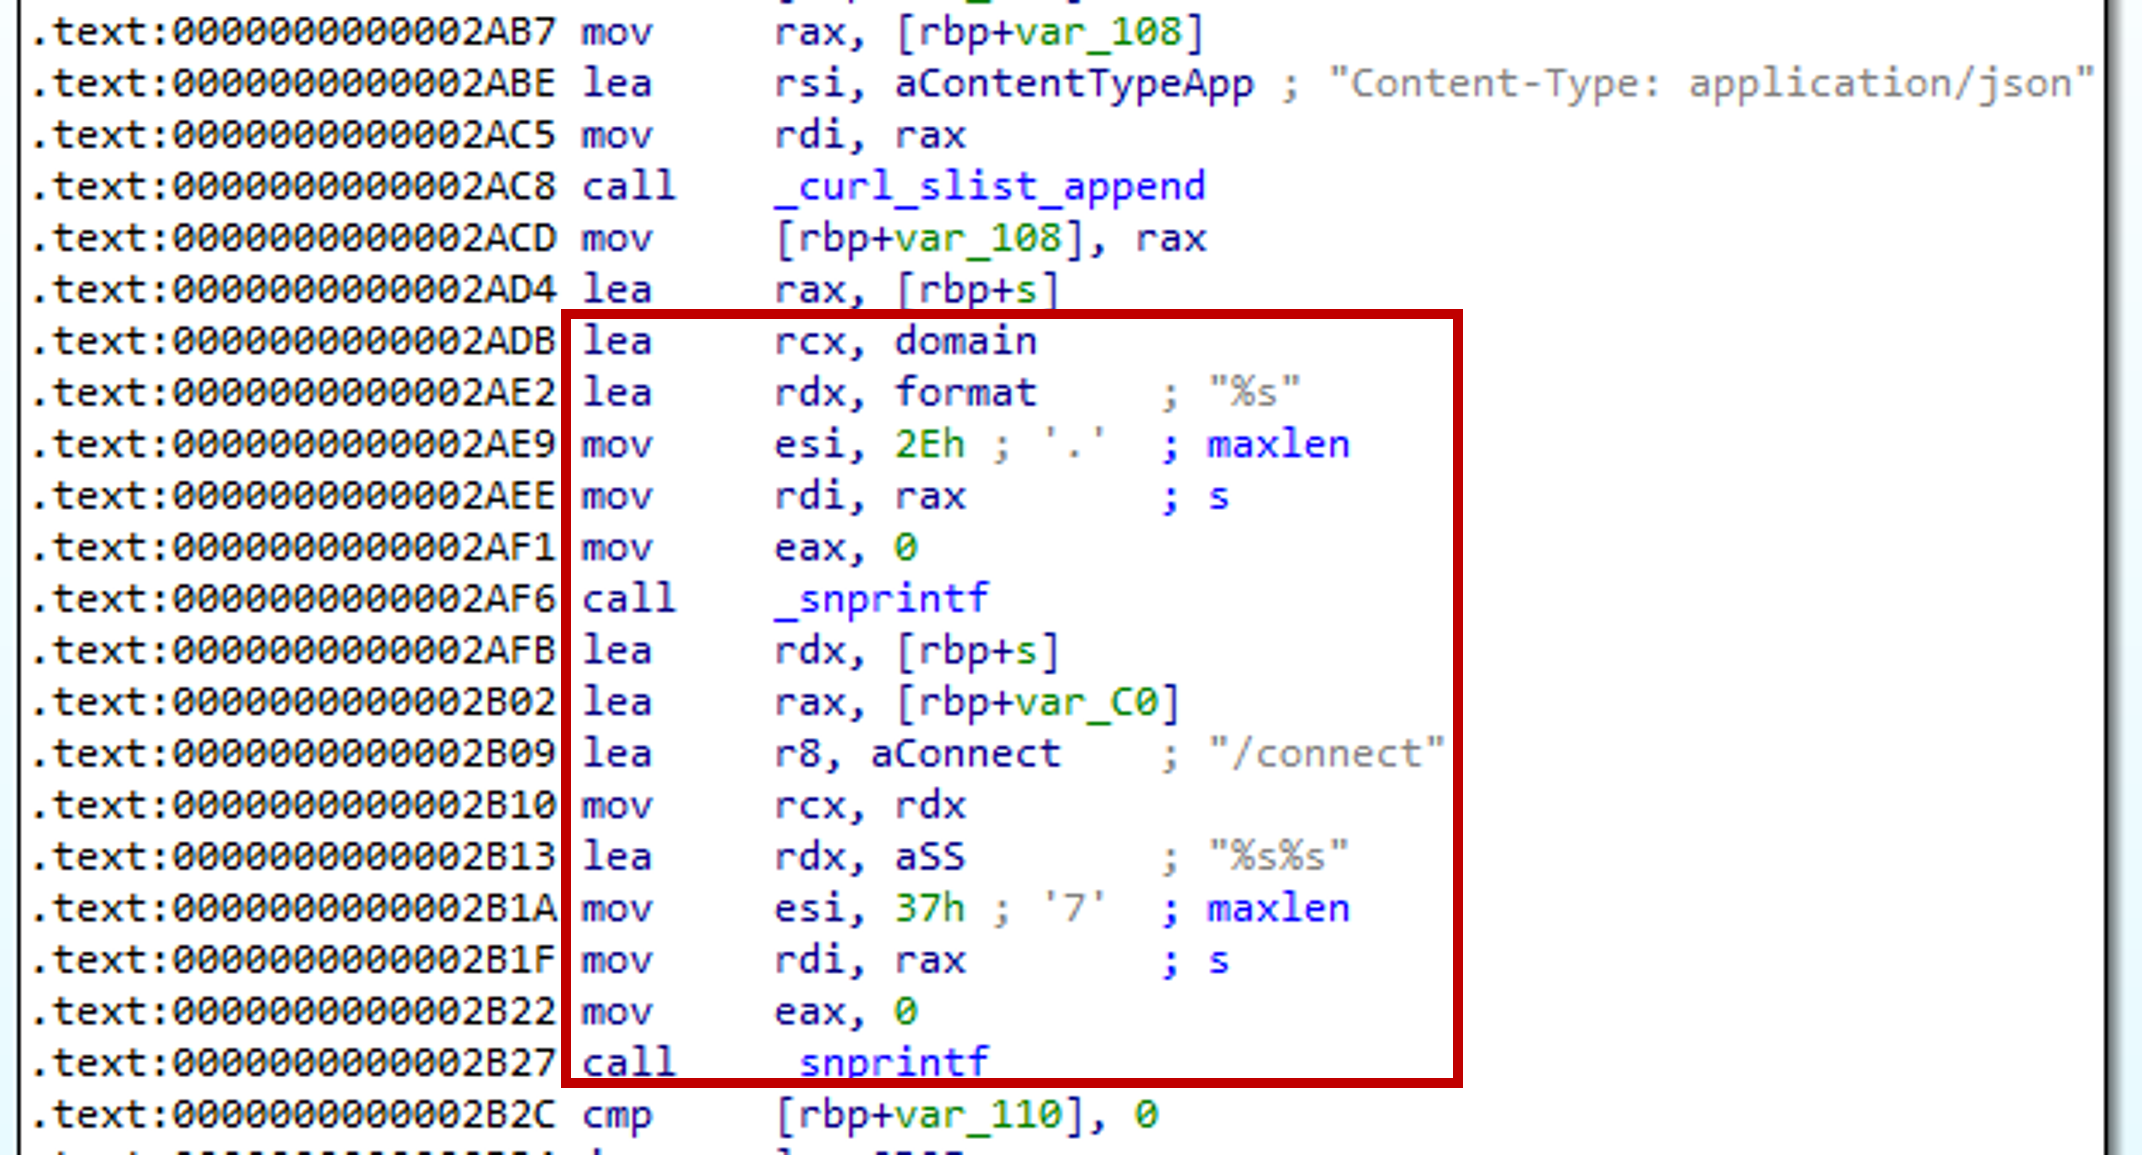 .text:0000000000002AB7 mov rax, [rbp+var_108]
.text:0000000000002ABE lea rsi, aContentTypeApp ; "Content-Type: application/json"
.text:0000000000002AC5 mov rdi, rax
.text:0000000000002AC8 call _curl_slist_append
.text:0000000000002ACD mov [rbp+var_108], rax
.text:0000000000002AD4 lea rax, [rbp+s]
.text:0000000000002ADB lea rcx, domain
.text:0000000000002AE2 lea rdx, format ; "%s"
.text:0000000000002AE9 mov esi, 2Eh ; '.' ; maxlen
.text:0000000000002AEE mov rdi, rax ; s
.text:0000000000002AF1 mov eax, 0
.text:0000000000002AF6 call _snprintf
.text:0000000000002AFB lea rdx, [rbp+s]
.text:0000000000002B02 lea rax, [rbp+var_C0]
.text:0000000000002B09 lea r8, aConnect ; "/connect"
.text:0000000000002B10 mov rcx, rdx
.text:0000000000002B13 lea rdx, aSS ; "%s%s"
.text:0000000000002B1A mov esi, 37h ; '7' ; maxlen
.text:0000000000002B1F mov rdi, rax ; s
.text:0000000000002B22 mov eax, 0
.text:0000000000002B27 call snprintf
.text:0000000000002B2C cmp [rbp+var_110], 0